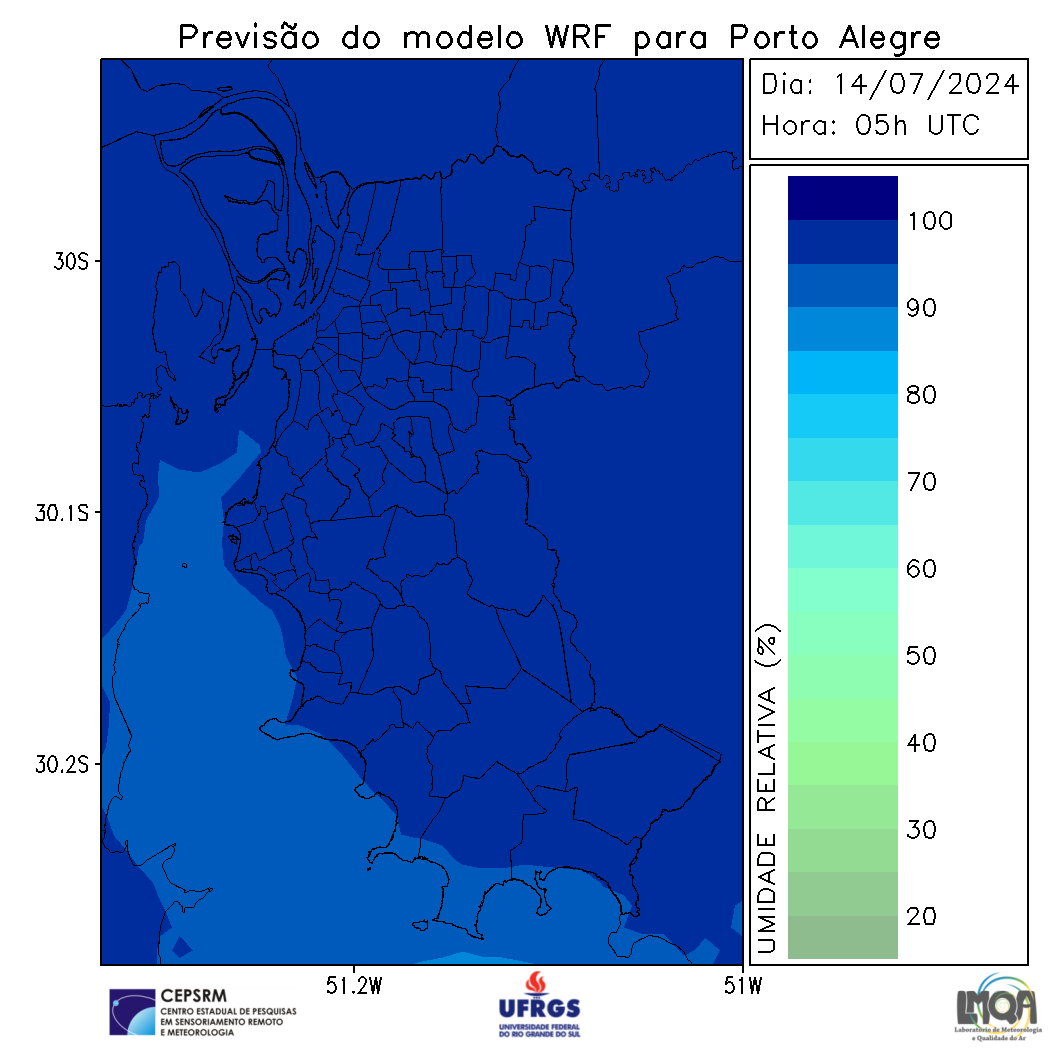 Previsão do modelo WRF para Porto Alegre
Dia: 14/07/2024
Hora: 05h UTC
100
90
80
70
60
50
40
30
20
UMIDADE RELATIVA (%)
30S
30.1S
30.2S
51.2W
51W
CEPSRM
CENTRO ESTADUAL DE PESQUISAS
EM SENSORIAMENTO REMOTO
E METEOROLOGIA
UFRGS
UNIVERSIDADE FEDERAL
DO RIO GRANDE DO SUL
LMQA
Laboratório de Meteorologia
e Qualidade do Ar